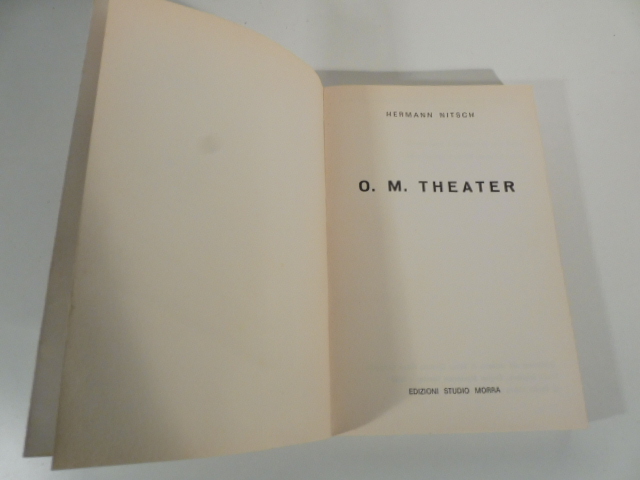 HERMANN NITSCH
O. M. THEATER
EDIZIONI STUDIO MORRA